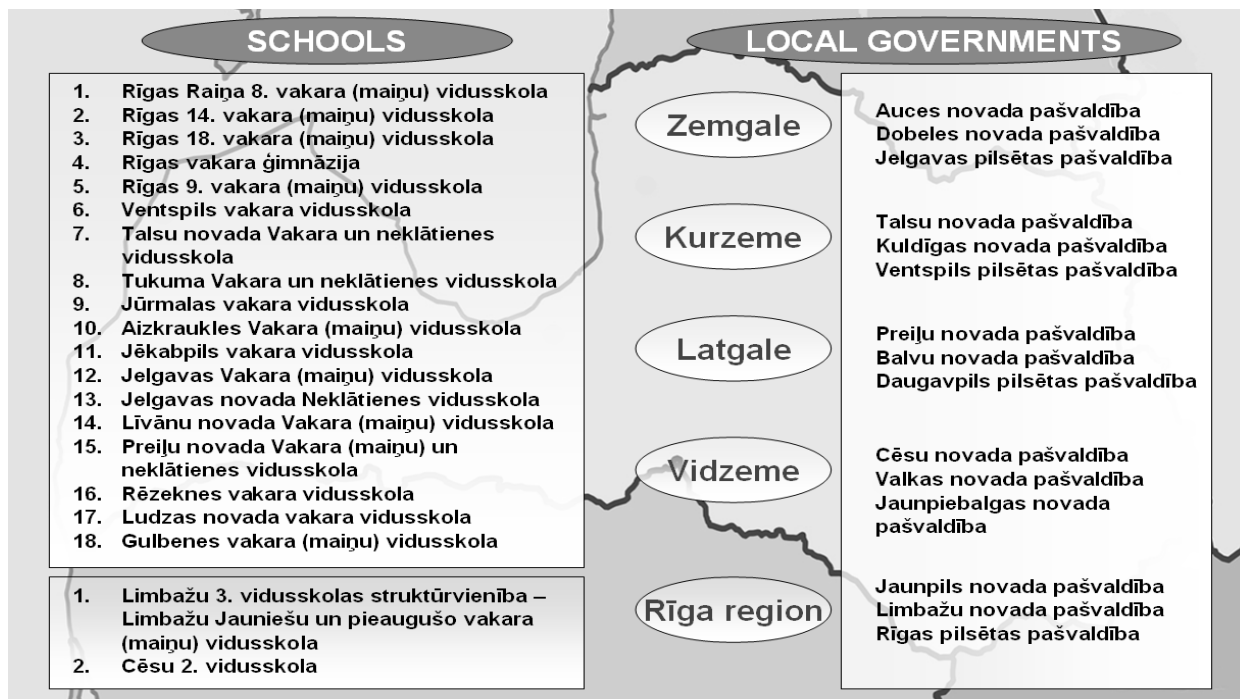 SCHOOLS
1. Rīgas Raiņa 8. vakara (maiņu) vidusskola
2. Rīgas 14. vakara (maiņu) vidusskola
3. Rīgas 18. vakara (maiņu) vidusskola
4. Rīgas vakara ģimnāzija
5. Rīgas 9. vakara (maiņu) vidusskola
6. Ventspils vakara vidusskola
7. Talsu novada Vakara un neklātienes
vidusskola
8. Tukuma Vakara un neklātienes vidusskola
9. Jūrmalas vakara vidusskola
10. Aizkraukles Vakara (maiņu) vidusskola
11. Jēkabpils vakara vidusskola
12. Jelgavas Vakara (maiņu) vidusskola
13. Jelgavas novada Neklātienes vidusskola
14. Līvānu novada Vakara (maiņu) vidusskola
15. Preiļu novada Vakara (maiņu) un
neklātienes vidusskola
16. Rēzeknes vakara vidusskola
17. Ludzas novada vakara vidusskola
18. Gulbenes vakara (maiņu) vidusskola
1. Limbažu 3. vidusskolas struktūrvienība –
Limbažu Jauniešu un pieaugušo vakara
(maiņu) vidusskola
2. Cēsu 2. vidusskola
LOCAL GOVERNMENTS
Zemgale
Auces novada pašvaldība
Dobeles novada pašvaldība
Jelgavas pilsētas pašvaldība
Kurzeme
Talsu novada pašvaldība
Kuldīgas novada pašvaldība
Ventspils pilsētas pašvaldība
Latgale
Preiļu novada pašvaldība
Balvu novada pašvaldība
Daugavpils pilsētas pašvaldība
Vidzeme
Cēsu novada pašvaldība
Valkas novada pašvaldība
Jaunpiebalgas novada
pašvaldība
Rīga region
Jaunpils novada pašvaldība
Limbažu novada pašvaldība
Rīgas pilsētas pašvaldība